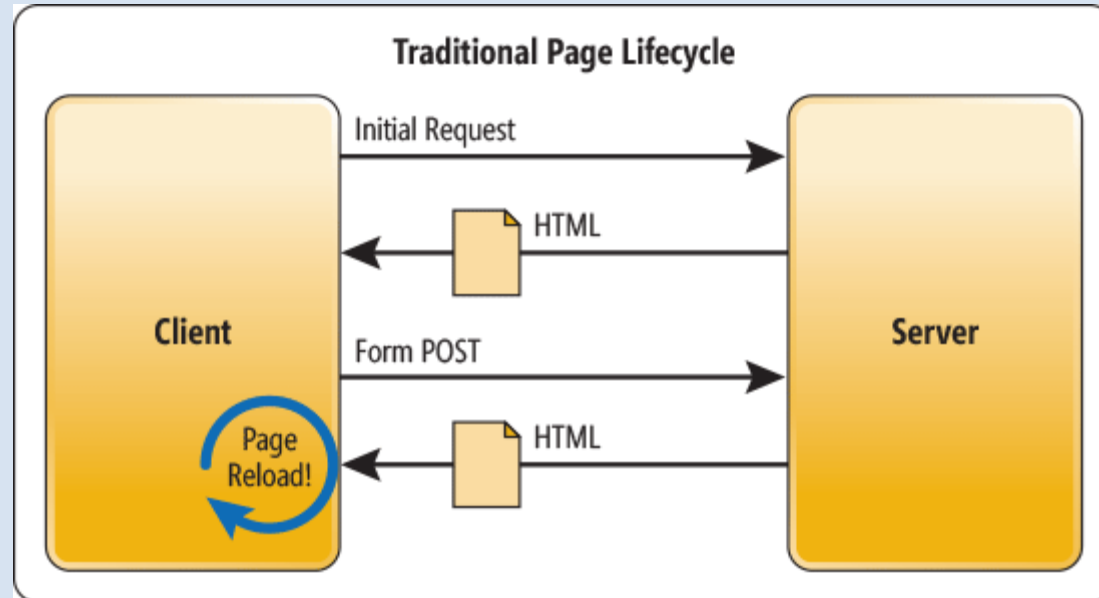 Traditional Page Lifecycle
Initial Request
HTML
Client
Server
Form POST
HTML
Page
Reload!